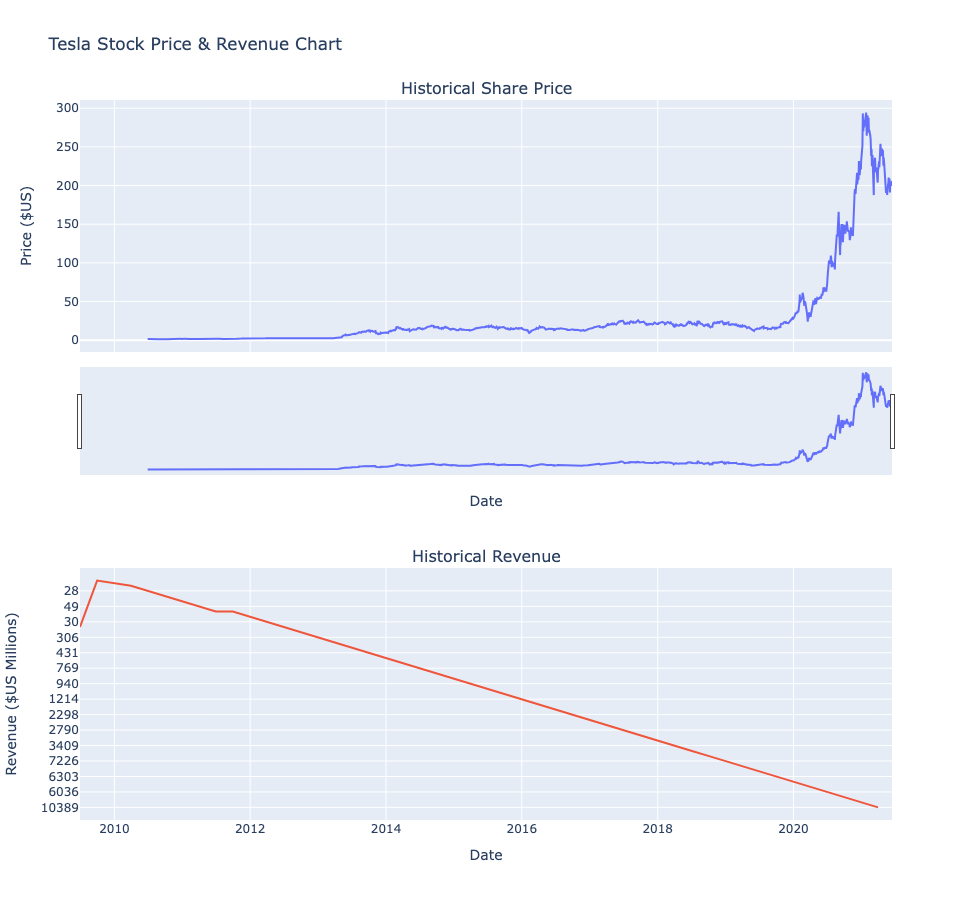 Tesla Stock Price & Revenue Chart
Historical Share Price
300
250
200
150
100
50
0
Price ($US)
Date
Historical Revenue
28
49
30
306
431
769
940
1214
2298
2790
3409
7226
6303
6036
10389
Revenue ($US Millions)
2010 2012 2014 2016 2018 2020
Date